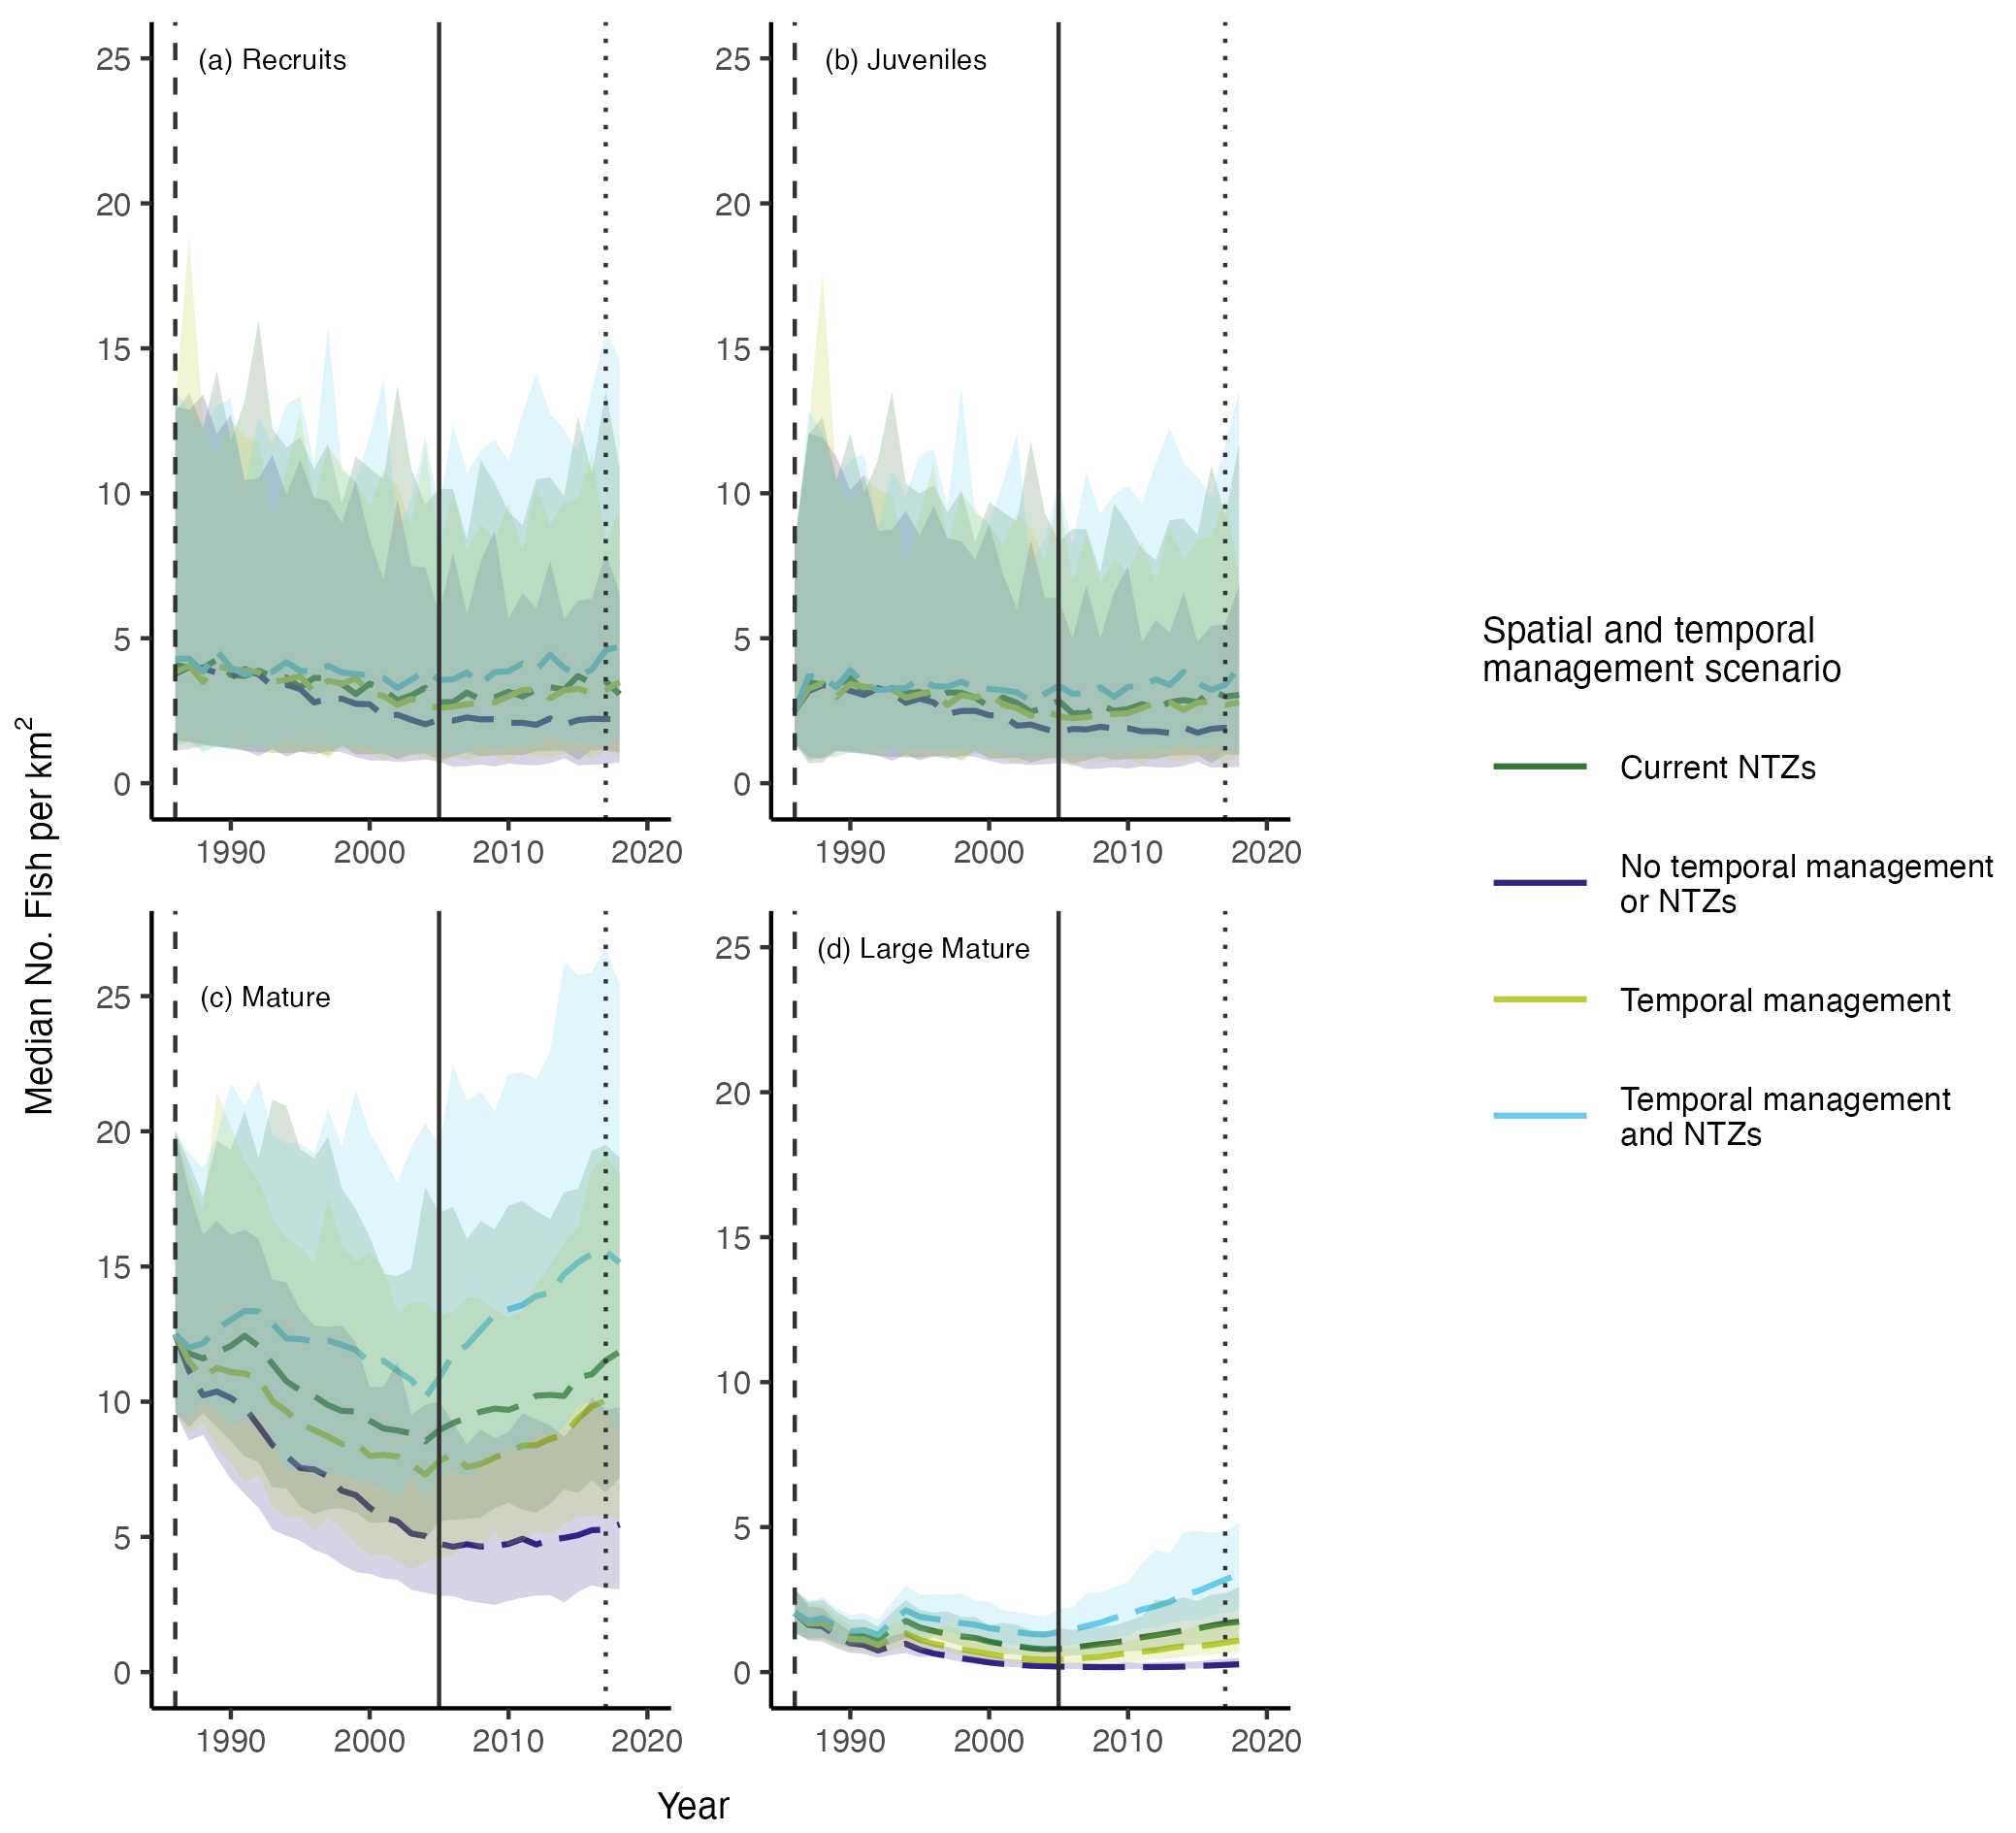 (a) Recruits
25
20
15
10
5
0
1990 2000 2010 2020
(b) Juveniles
25
20
15
10
5
0
1990 2000 2010 2020
(c) Mature
25
20
15
10
5
0
1990 2000 2010 2020
(d) Large Mature
25
20
15
10
5
0
1990 2000 2010 2020
Median No. Fish per km²
Year
Spatial and temporal
management scenario
Current NTZs
No temporal management
or NTZs
Temporal management
Temporal management
and NTZs